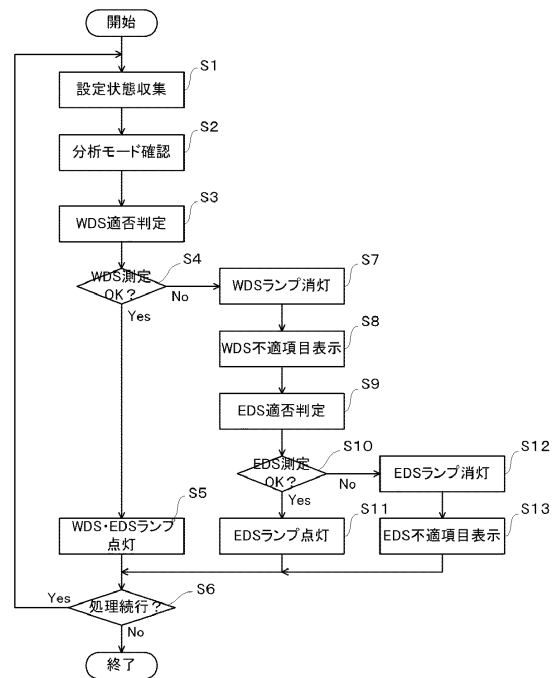 開始
S1
設定状態収集
S2
分析モード確認
S3
WDS適否判定
S4
WDS測定
OK?
No
Yes
S7
WDSランプ消灯
S8
WDS不適項目表示
S9
EDS適否判定
S10
EDS測定
OK?
No
Yes
S12
EDSランプ消灯
S5
WDS・EDSランプ
点灯
S11
EDSランプ点灯
S13
EDS不適項目表示
S6
処理続行?
Yes
No
終了